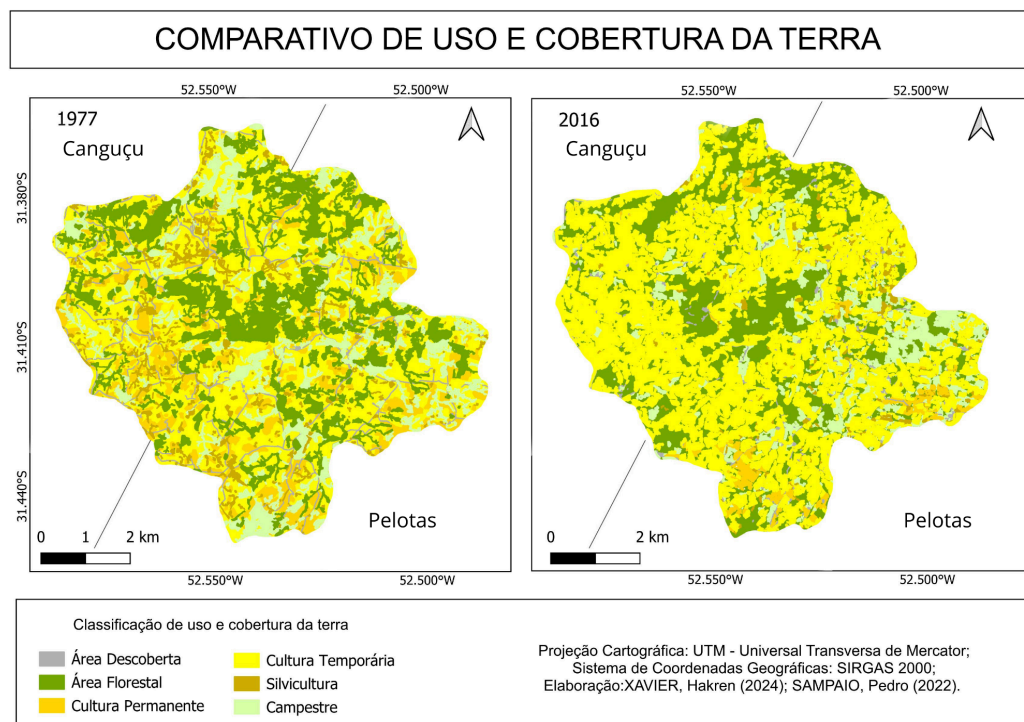 COMPARATIVO DE USO E COBERTURA DA TERRA
52.550°W 52.500°W
52.550°W 52.500°W
1977
Canguçu
2016
Canguçu
31.380°S
31.410°S
31.440°S
Pelotas
0 1 2 km
Pelotas
0 2 km
52.550°W 52.500°W
52.550°W 52.500°W
Classificação de uso e cobertura da terra
Área Descoberta
Área Florestal
Cultura Permanente
Cultura Temporária
Silvicultura
Campestre
Projeção Cartográfica: UTM - Universal Transversa de Mercator;
Sistema de Coordenadas Geográficas: SIRGAS 2000;
Elaboração:XAVIER, Hakren (2024); SAMPAIO, Pedro (2022).